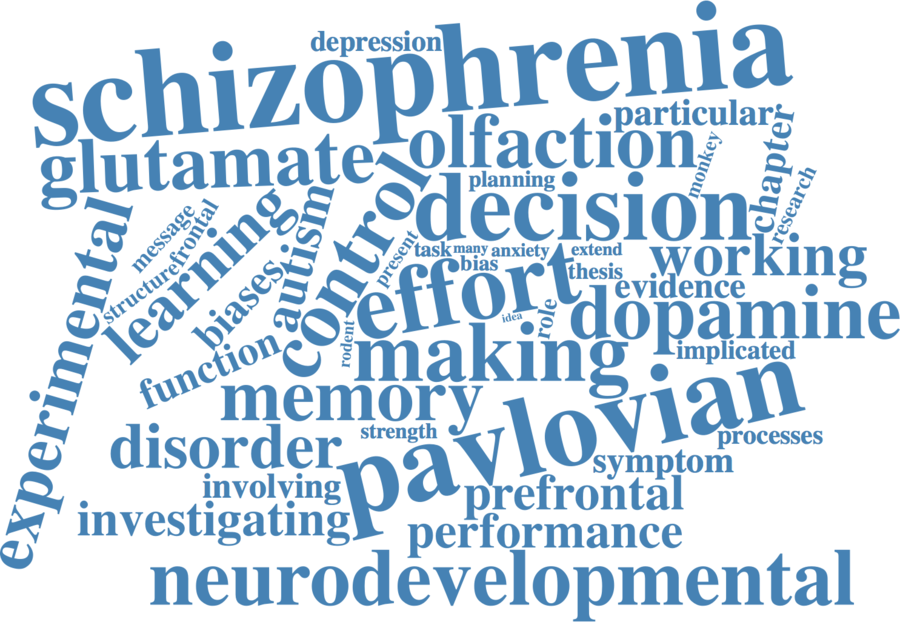 depression
schizophrenia
particular
olfaction
glutamate
chapter
monkey
planning
decision
research
control
autism
learning
message
frontal
structure
experimental
biases
present
task
many
anxiety
extend
bias
thesis
working
evidence
effort
idea
role
rodent
dopamine
function
making
implicated
memory
pavlovian
strength
processes
disorder
symptom
involving
prefrontal
investigating
performance
neurodevelopmental